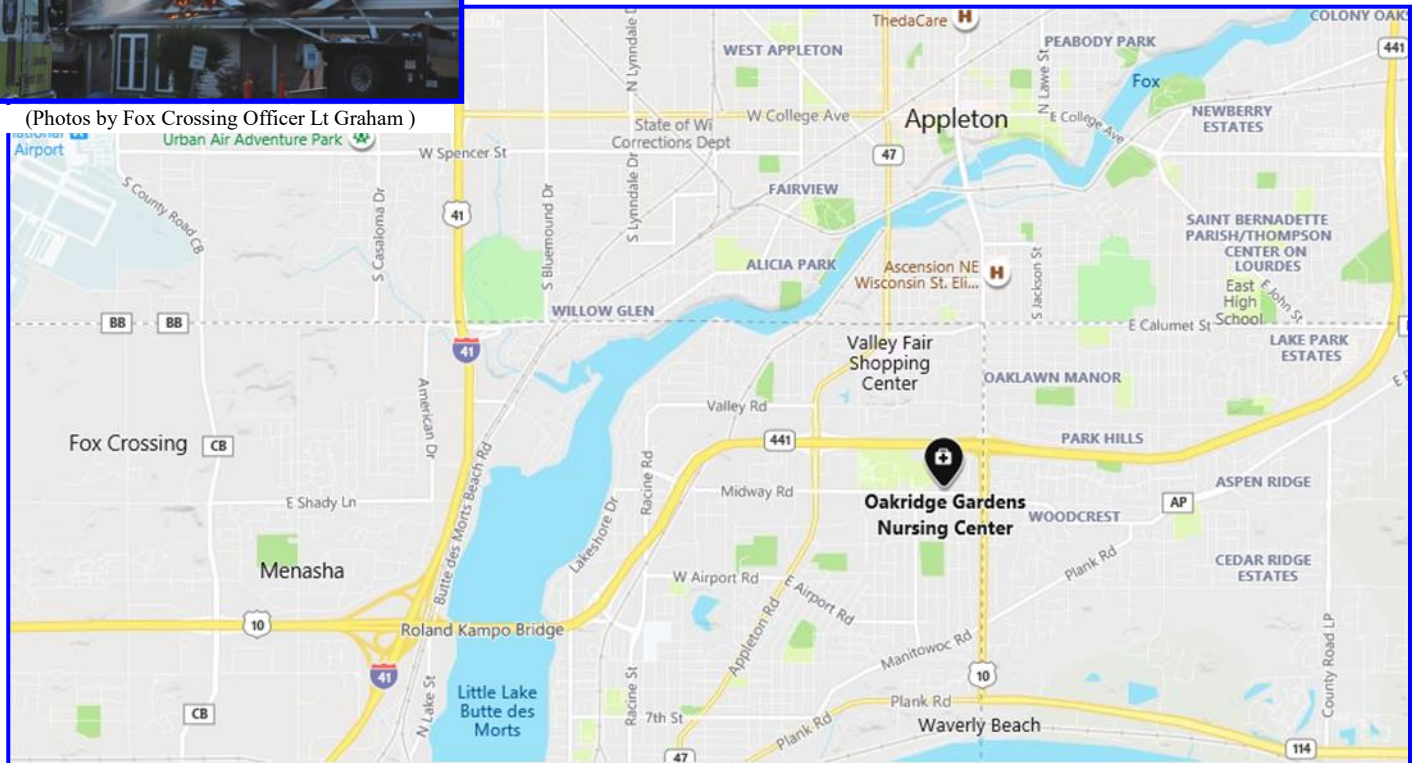 (Photos by Fox Crossing Officer Lt Graham )
ThedaCare
H
COLONY OAKS
WEST APPLETON
PEABODY PARK
441
N Lynndale Dr
N Lawe St
Fox
Airport
Urban Air Adventure Park
W College Ave
Appleton
E College Ave
NEWBERRY
ESTATES
State of Wi
Corrections Dept
W Spencer St
47
S County Road CB
S Casaloma Dr
41
S Bluemound Dr
S Lynndale Dr
FAIRVIEW
SAINT BERNADETTE
PARISH/THOMPSON
CENTER ON
LOURDES
ALICIA PARK
Ascension NE
Wisconsin St. Eli...
H
S Jackson St
East
High
School
E John St
BB
BB
WILLOW GLEN
E Calumet St
41
Valley Fair
Shopping
Center
LAKE PARK
ESTATES
OAKLAWN MANOR
American Dr
Valley Rd
Fox Crossing
CB
441
PARK HILLS
Butte des Morts Beach Rd
Racine Rd
Midway Rd
Oakridge Gardens
Nursing Center
ASPEN RIDGE
AP
WOODCREST
E Shady Ln
Lakeshore Dr
Plank Rd
CEDAR RIDGE
ESTATES
Menasha
W Airport Rd
E Airport Rd
10
Roland Kampo Bridge
Appleton Rd
Manitowoc Rd
County Road LP
41
10
CB
N Lake St
Little Lake
Butte des
Morts
Racine St
7th St
Plank Rd
Plank Rd
Waverly Beach
47
114